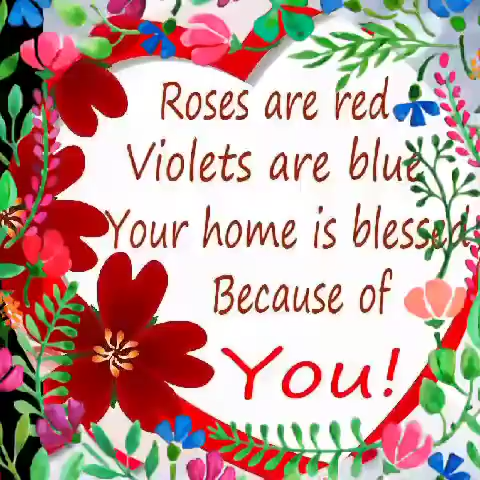 Roses are red
Violets are blue
Your home is blessed
Because of
You!